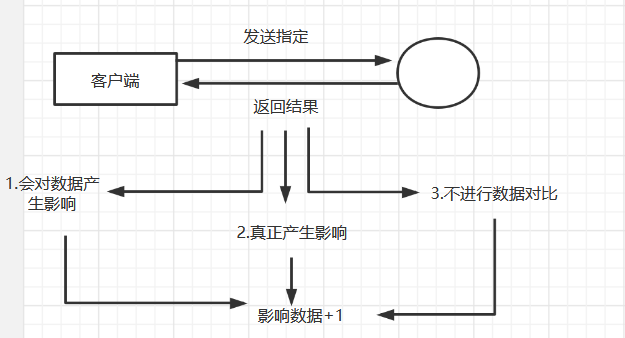 发送指定
客户端
返回结果
1.会对数据产
生影响
2.真正产生影响
3.不进行数据对比
影响数据+1